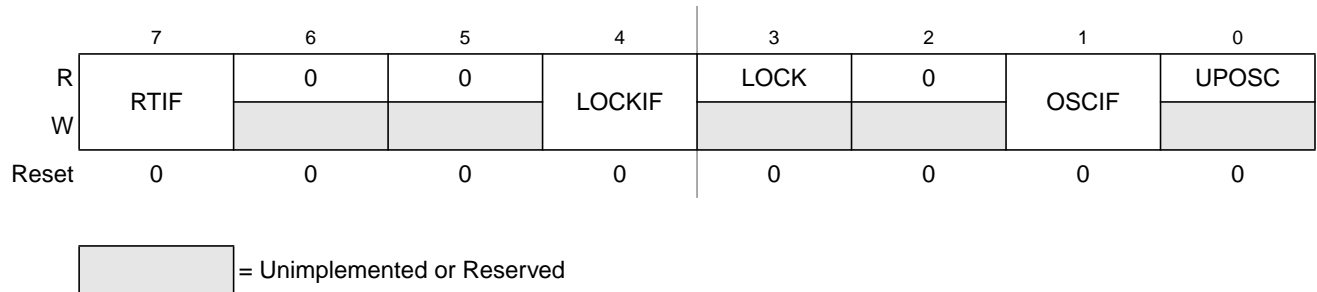 7 6 5 4 3 2 1 0
R RTIF 0 0 LOCKIF LOCK 0 OSCIF UPOSC
W
Reset 0 0 0 0 0 0 0 0
= Unimplemented or Reserved